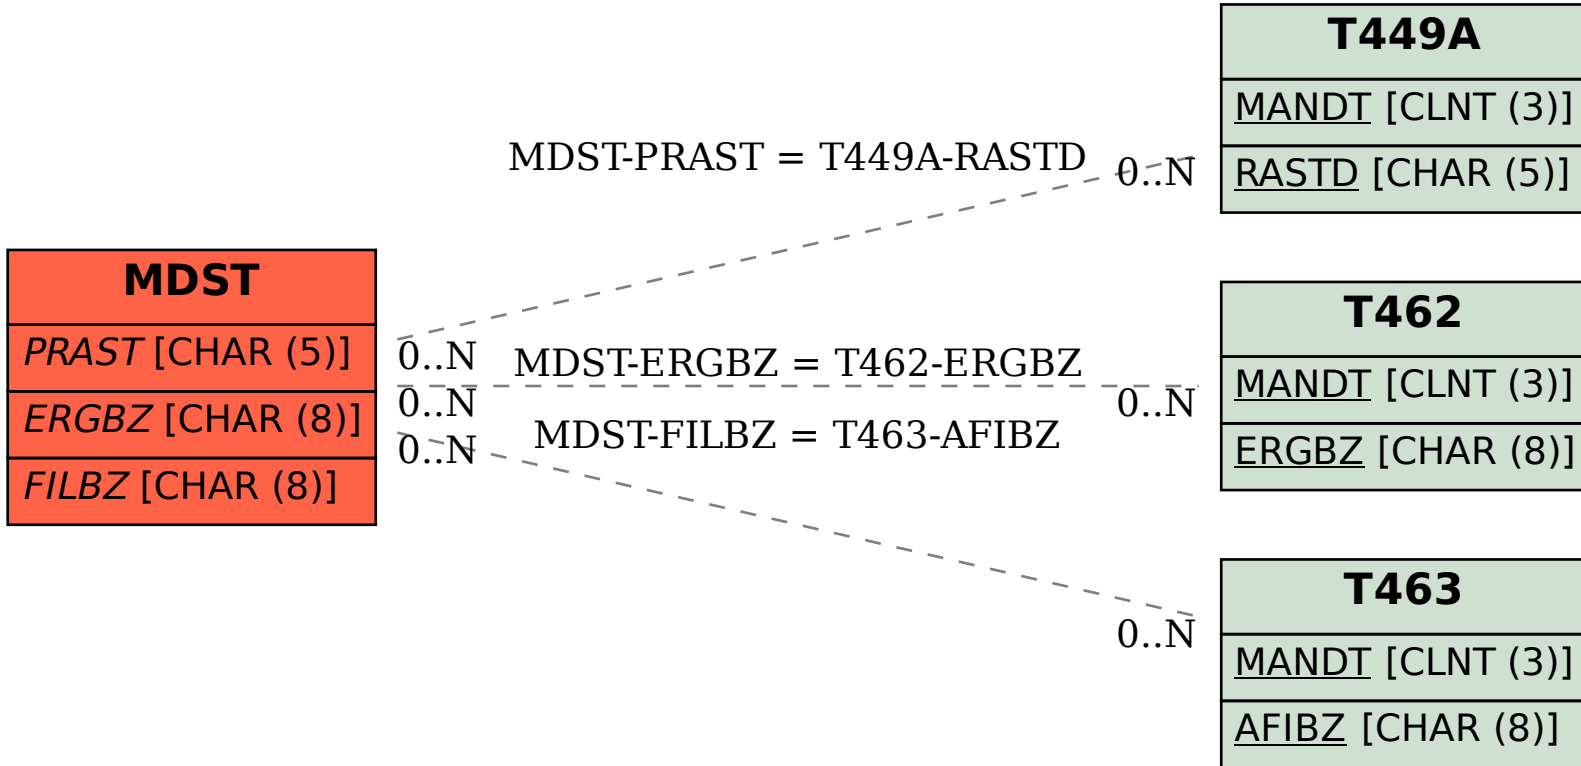 T449A
MANDT [CLNT (3)]
RASTD [CHAR (5)]
MDST-PRAST = T449A-RASTD
0..N
MDST
PRAST [CHAR (5)]
ERGBZ [CHAR (8)]
FILBZ [CHAR (8)]
0..N
MDST-ERGBZ = T462-ERGBZ
0..N
0..N
MDST-FILBZ = T463-AFIBZ
0..N
T462
MANDT [CLNT (3)]
ERGBZ [CHAR (8)]
0..N
T463
MANDT [CLNT (3)]
AFIBZ [CHAR (8)]